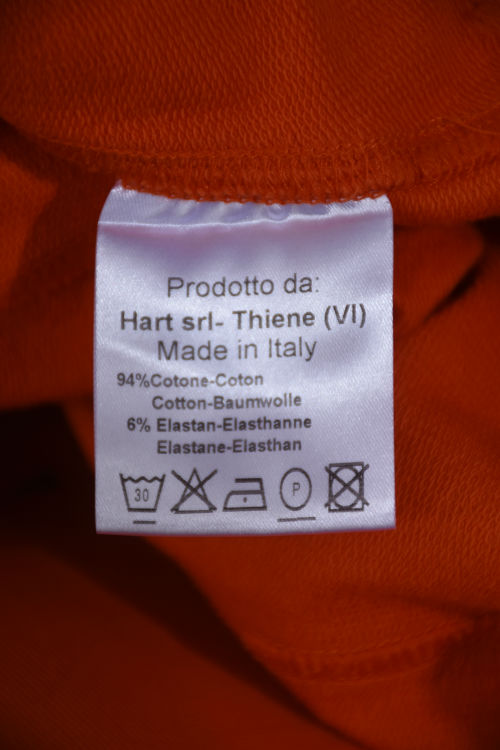 Prodotto da:
Hart srl- Thiene (VI)
Made in Italy
94%Cotone-Coton
Cotton-Baumwolle
6% Elastan-Elasthanne
Elastane-Elasthan
30 P